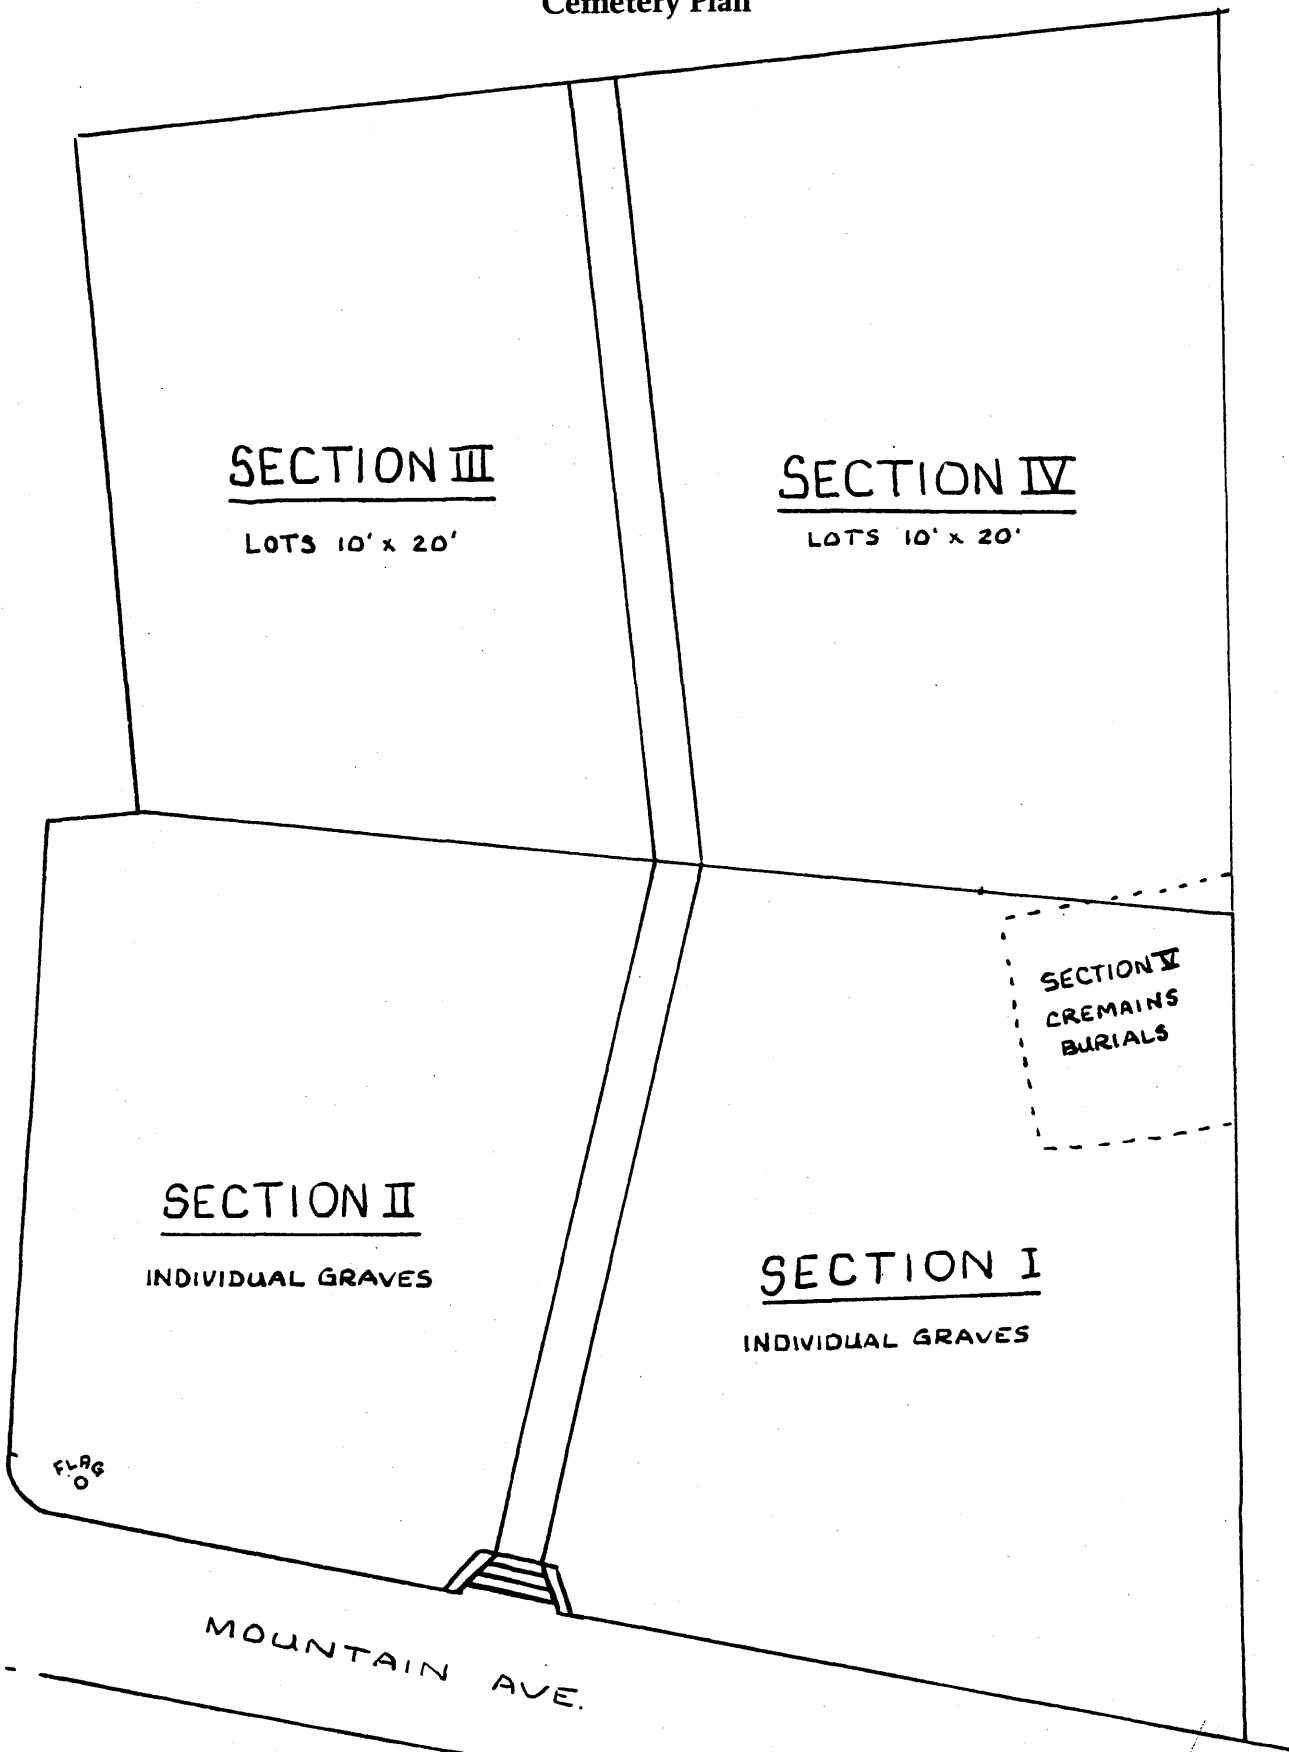 Cemetery Plan
SECTION III
LOTS 10' x 20'
SECTION IV
LOTS 10' x 20'
SECTION V
CREMAINS
BURIALS
SECTION II
INDIVIDUAL GRAVES
SECTION I
INDIVIDUAL GRAVES
FLAG
MOUNTAIN AVE.